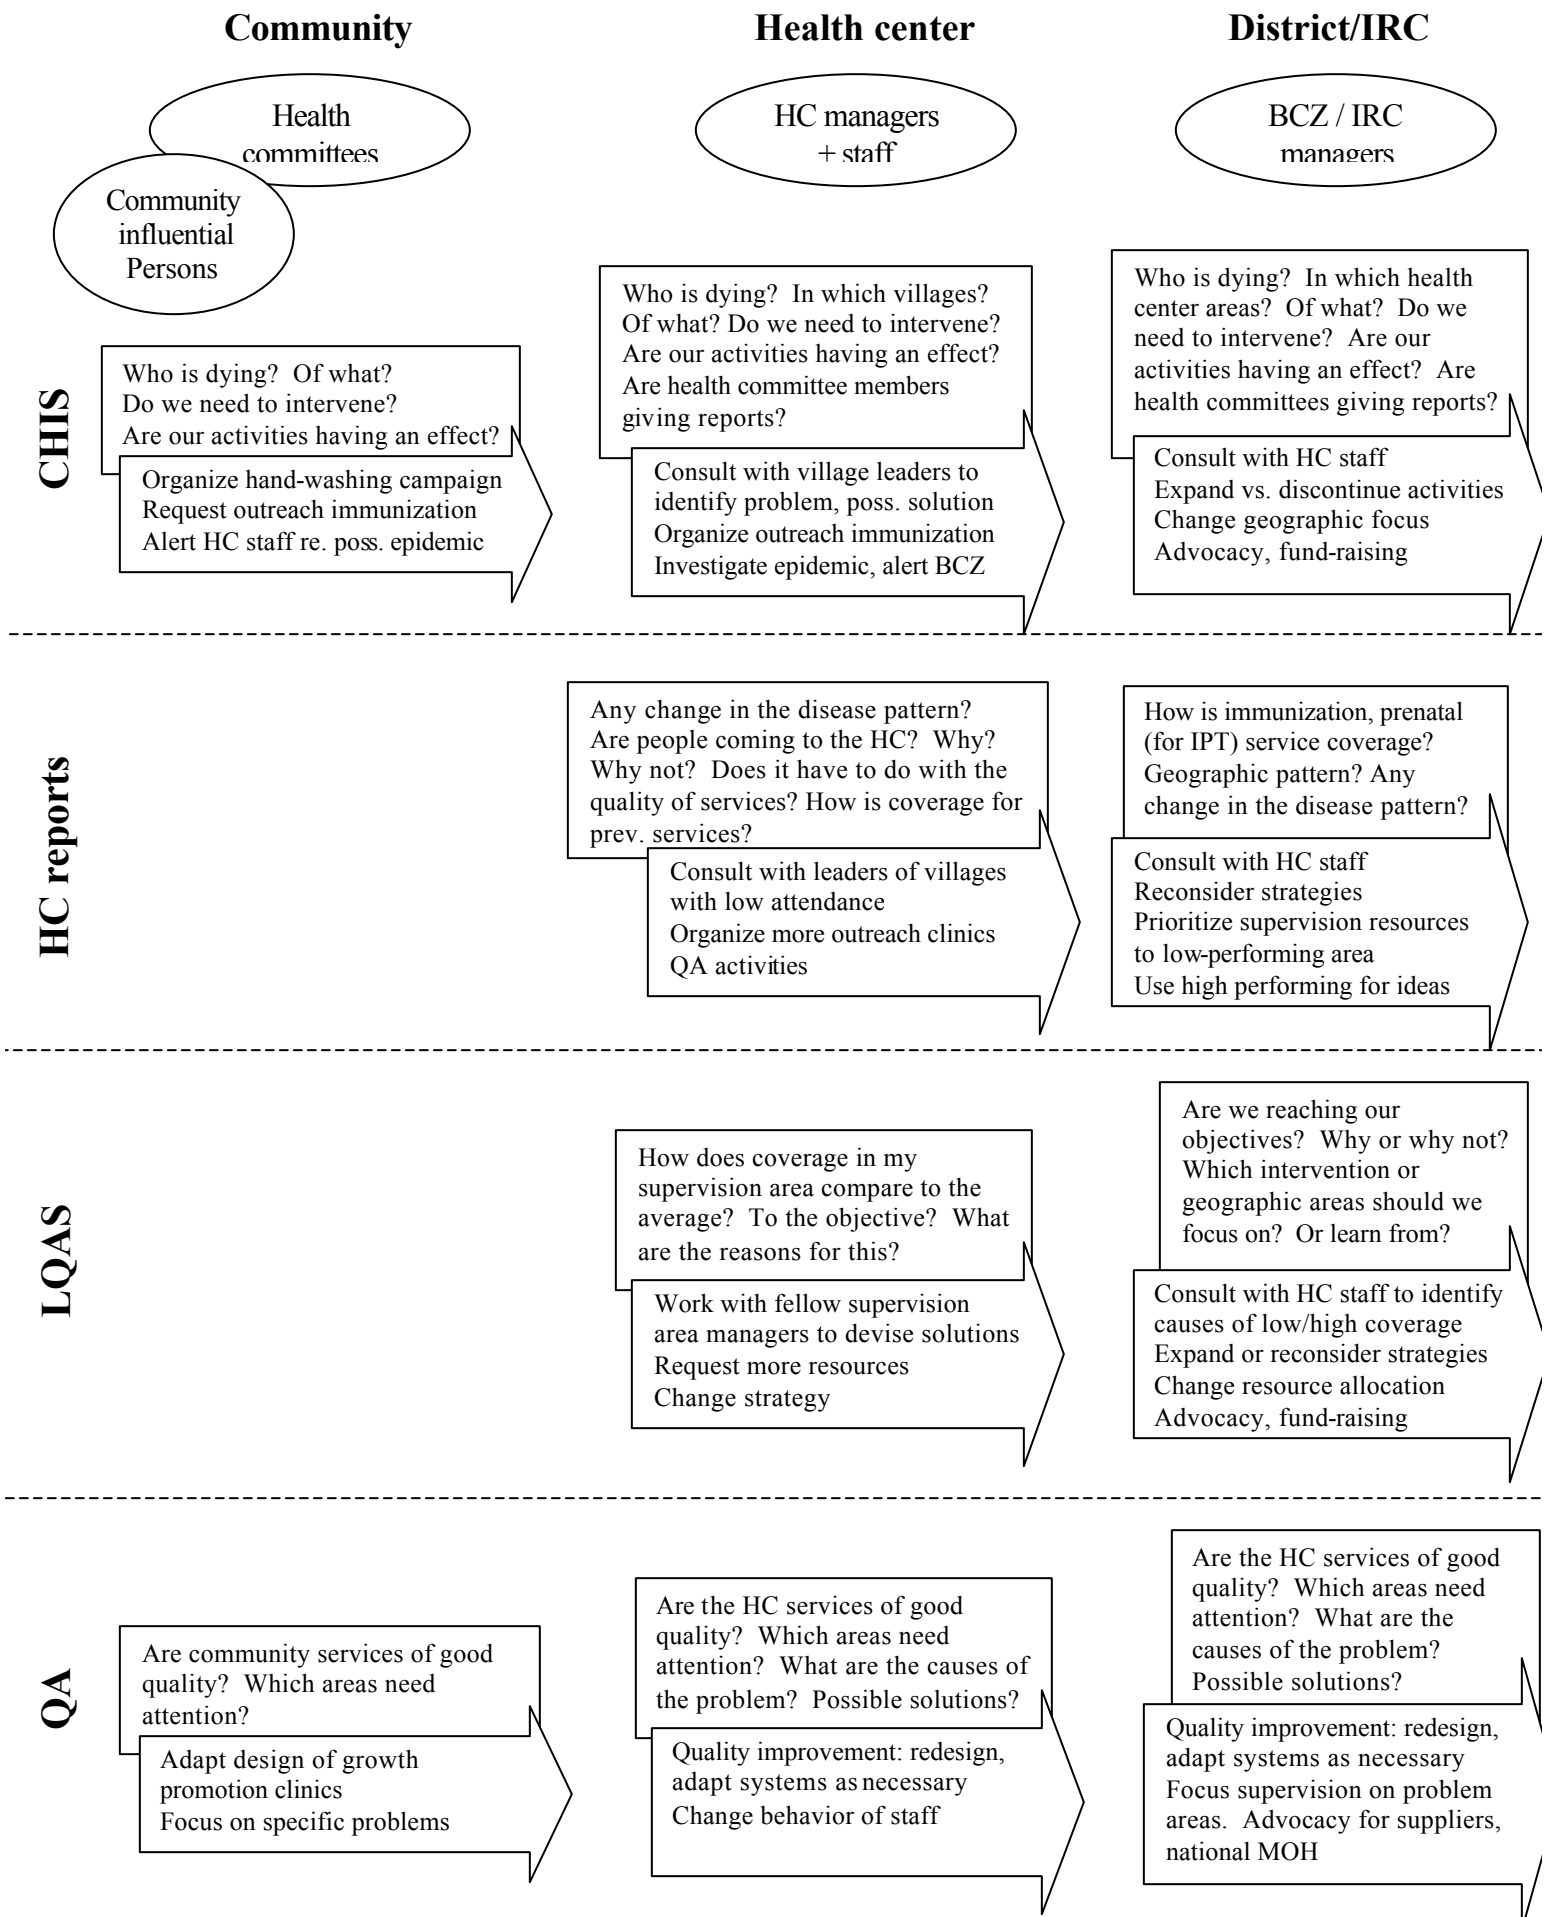 Community
Health center
District/IRC
Health
committees
HC managers
+ staff
BCZ / IRC
managers
Community
influential
Persons
CHIS
Who is dying?  Of what?
Do we need to intervene?
Are our activities having an effect?
Organize hand-washing campaign
Request outreach immunization
Alert HC staff re. poss. epidemic
Who is dying?  In which villages?
Of what? Do we need to intervene?
Are our activities having an effect?
Are health committee members
giving reports?
Consult with village leaders to
identify problem, poss. solution
Organize outreach immunization
Investigate epidemic, alert BCZ
Who is dying?  In which health
center areas?  Of what?  Do we
need to intervene?  Are our
activities having an effect?  Are
health committees giving reports?
Consult with HC staff
Expand vs. discontinue activities
Change geographic focus
Advocacy, fund-raising
HC reports
Any change in the disease pattern?
Are people coming to the HC?  Why?
Why not?  Does it have to do with the
quality of services? How is coverage for
prev. services?
Consult with leaders of villages
with low attendance
Organize more outreach clinics
QA activities
How is immunization, prenatal
(for IPT) service coverage?
Geographic pattern? Any
change in the disease pattern?
Consult with HC staff
Reconsider strategies
Prioritize supervision resources
to low-performing area
Use high performing for ideas
LQAS
How does coverage in my
supervision area compare to the
average?  To the objective?  What
are the reasons for this?
Work with fellow supervision
area managers to devise solutions
Request more resources
Change strategy
Are we reaching our
objectives?  Why or why not?
Which intervention or
geographic areas should we
focus on?  Or learn from?
Consult with HC staff to identify
causes of low/high coverage
Expand or reconsider strategies
Change resource allocation
Advocacy, fund-raising
QA
Are community services of good
quality?  Which areas need
attention?
Adapt design of growth
promotion clinics
Focus on specific problems
Are the HC services of good
quality?  Which areas need
attention?  What are the causes of
the problem?  Possible solutions?
Quality improvement: redesign,
adapt systems as necessary
Change behavior of staff
Are the HC services of good
quality?  Which areas need
attention?  What are the
causes of the problem?
Possible solutions?
Quality improvement: redesign,
adapt systems as necessary
Focus supervision on problem
areas.  Advocacy for suppliers,
national MOH